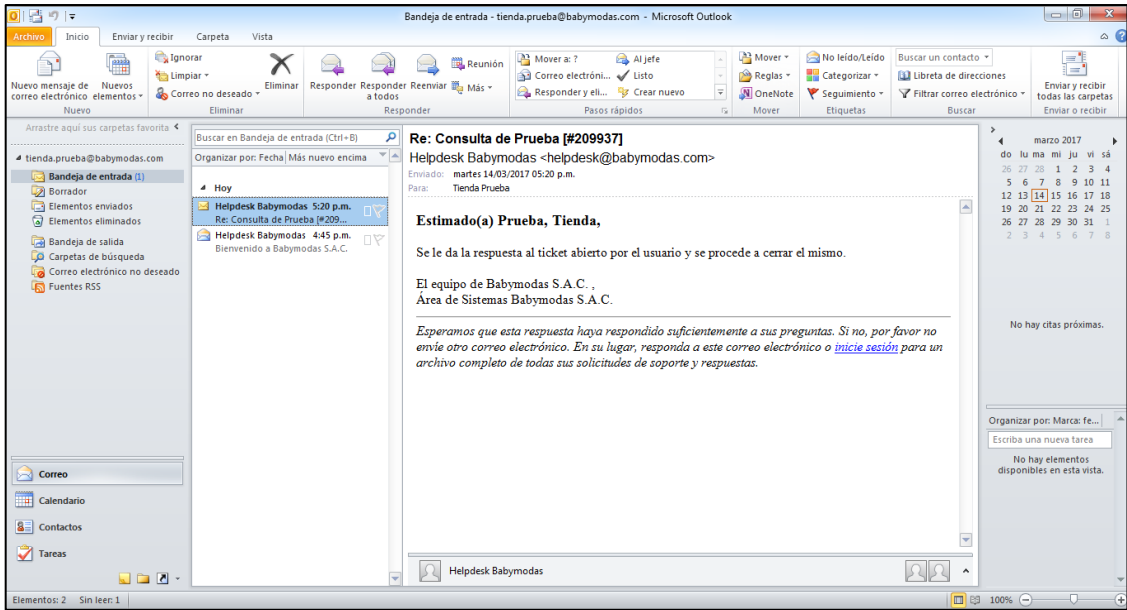 Bandeja de entrada - tienda.prueba@babymodas.com - Microsoft Outlook
Archivo Inicio Enviar y recibir Carpeta Vista
Nuevo mensaje de correo electrónico
Nuevos elementos
Nuevo
Ignorar
Limpiar
Correo no deseado
Eliminar
Eliminar
Responder
Responder a todos
Reenviar
Reunión
Más
Responder
Mover a: ?
Correo electróni...
Responder y eli...
Al jefe
Listo
Crear nuevo
Pasos rápidos
Mover
Reglas
OneNote
Mover
No leído/Leído
Categorizar
Seguimiento
Etiquetas
Buscar un contacto
Libreta de direcciones
Filtrar correo electrónico
Buscar
Enviar y recibir todas las carpetas
Enviar o recibir
Arrastre aquí sus carpetas favorita
tienda.prueba@babymodas.com
Bandeja de entrada (1)
Borrador
Elementos enviados
Elementos eliminados
Bandeja de salida
Carpetas de búsqueda
Correo electrónico no deseado
Fuentes RSS
Correo
Calendario
Contactos
Tareas
Buscar en Bandeja de entrada (Ctrl+B)
Organizar por: Fecha Más nuevo encima
Hoy
Helpdesk Babymodas 5:20 p.m.
Re: Consulta de Prueba [#209...
Helpdesk Babymodas 4:45 p.m.
Bienvenido a Babymodas S.A.C.
Re: Consulta de Prueba [#209937]
Helpdesk Babymodas <helpdesk@babymodas.com>
Enviado: martes 14/03/2017 05:20 p.m.
Para: Tienda Prueba
Estimado(a) Prueba, Tienda,
Se le da la respuesta al ticket abierto por el usuario y se procede a cerrar el mismo.
El equipo de Babymodas S.A.C. ,
Área de Sistemas Babymodas S.A.C.
Esperamos que esta respuesta haya respondido suficientemente a sus preguntas. Si no, por favor no
envíe otro correo electrónico. En su lugar, responda a este correo electrónico o inicie sesión para un
archivo completo de todas sus solicitudes de soporte y respuestas.
Helpdesk Babymodas
marzo 2017
do lu ma mi ju vi sá
26 27 28 1 2 3 4
5 6 7 8 9 10 11
12 13 14 15 16 17 18
19 20 21 22 23 24 25
26 27 28 29 30 31 1
2 3 4 5 6 7 8
No hay citas próximas.
Organizar por: Marca: fe...
Escriba una nueva tarea
No hay elementos
disponibles en esta vista.
Elementos: 2 Sin leer: 1
100%